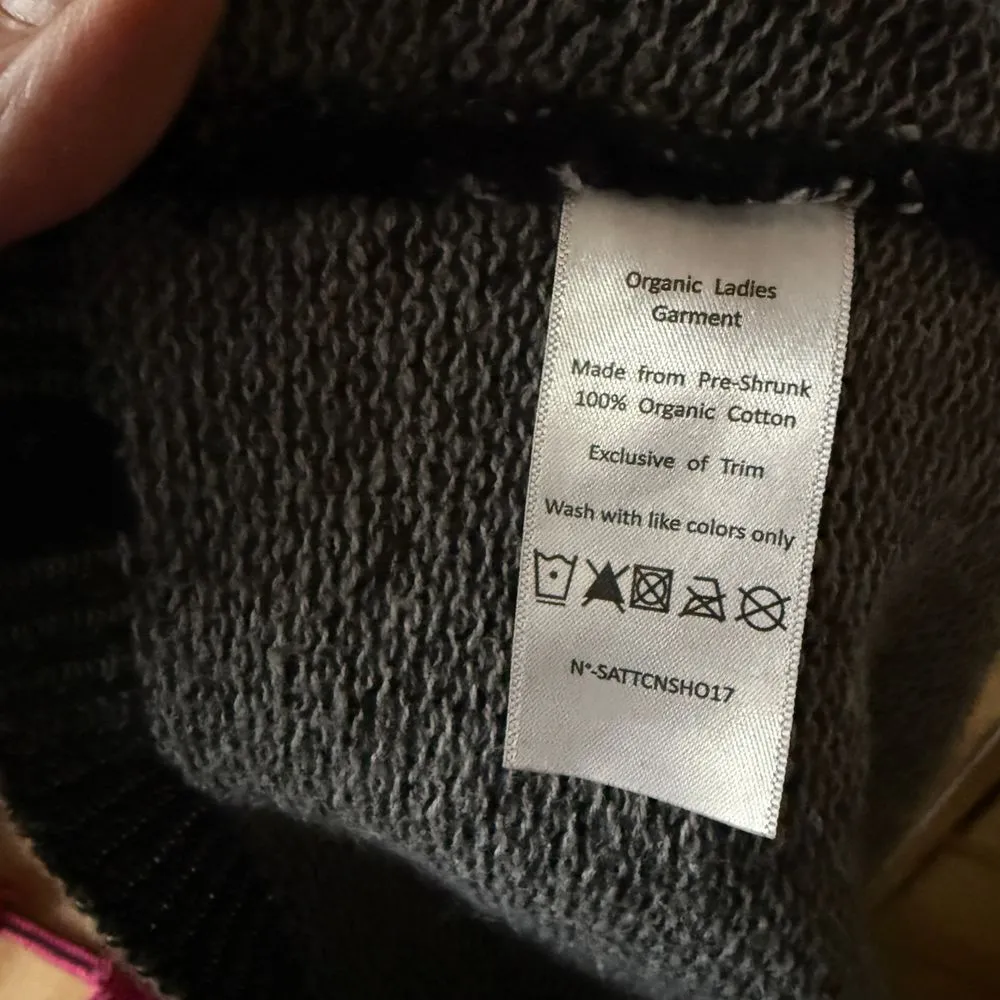 Organic Ladies
Garment
Made from Pre-Shrunk
100% Organic Cotton
Exclusive of Trim
Wash with like colors only
N°-SATTCNSHO17